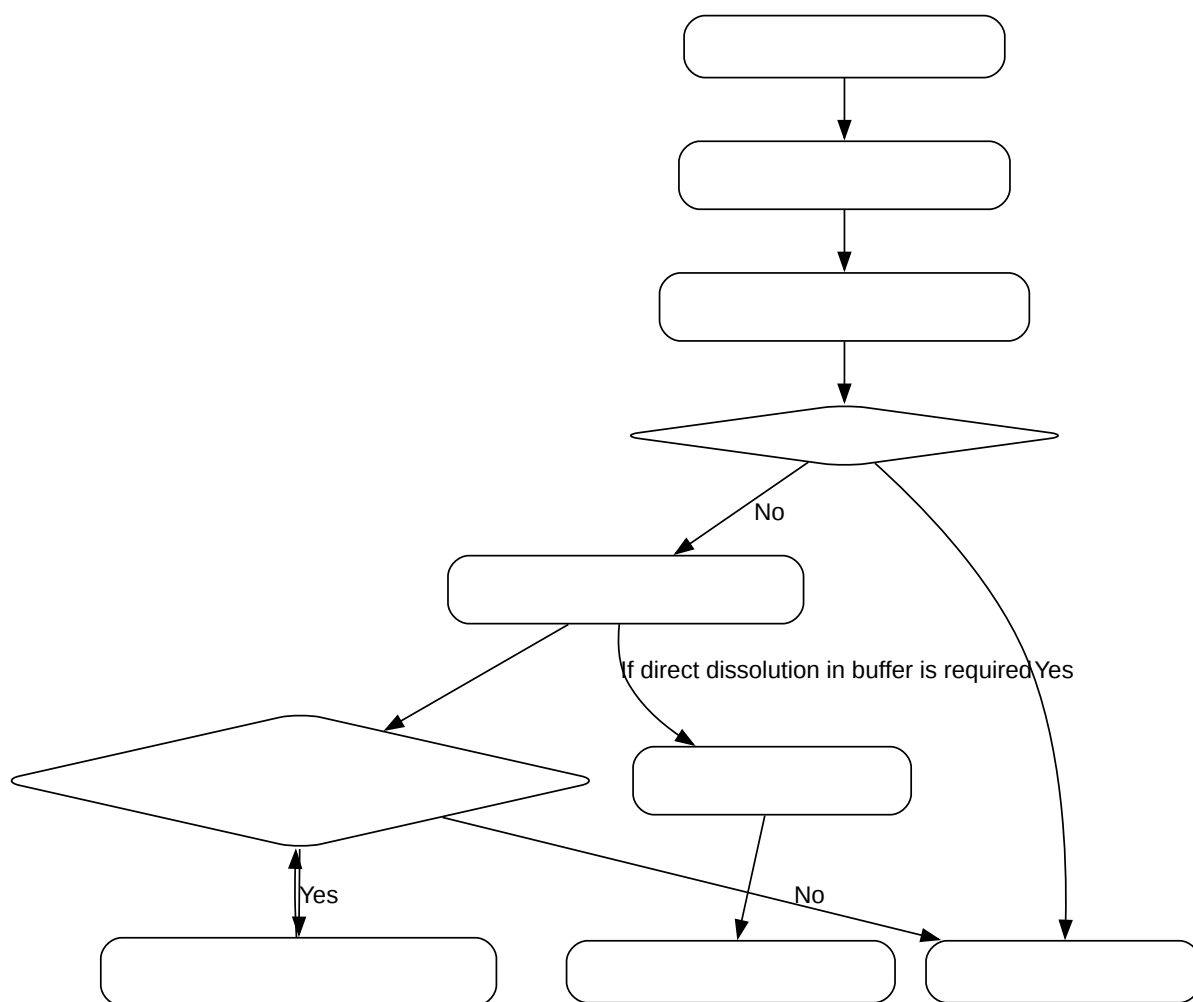 No
If direct dissolution in buffer is required
Yes
Yes
No